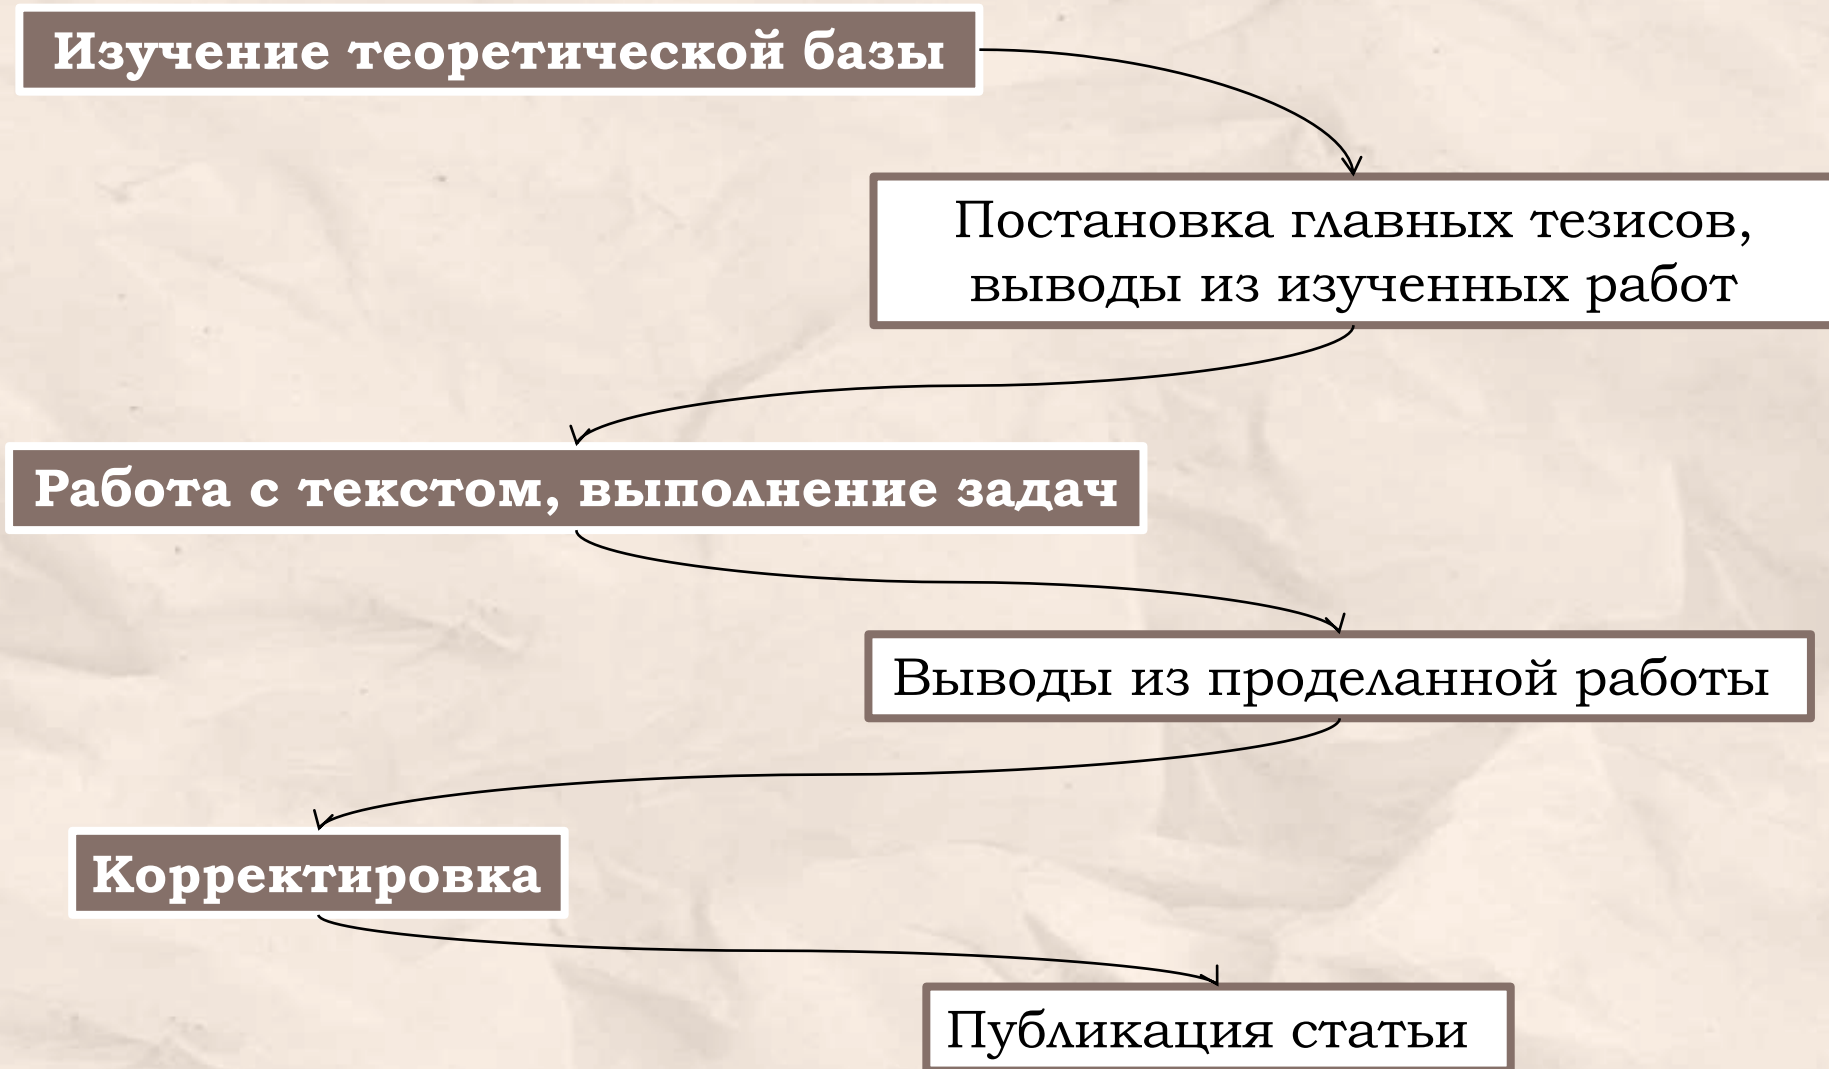 Изучение теоретической базы
Постановка главных тезисов,
выводы из изученных работ
Работа с текстом, выполнение задач
Выводы из проделанной работы
Корректировка
Публикация статьи